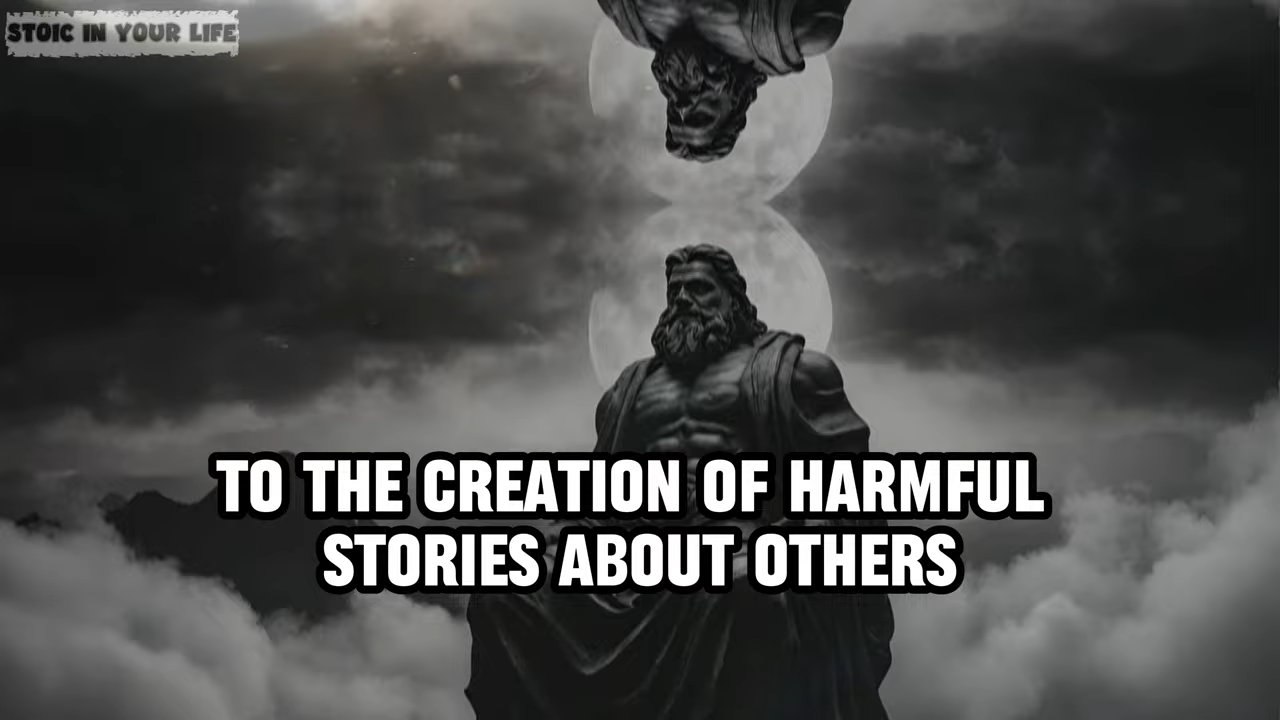 STOIC IN YOUR LIFE
TO THE CREATION OF HARMFUL
STORIES ABOUT OTHERS